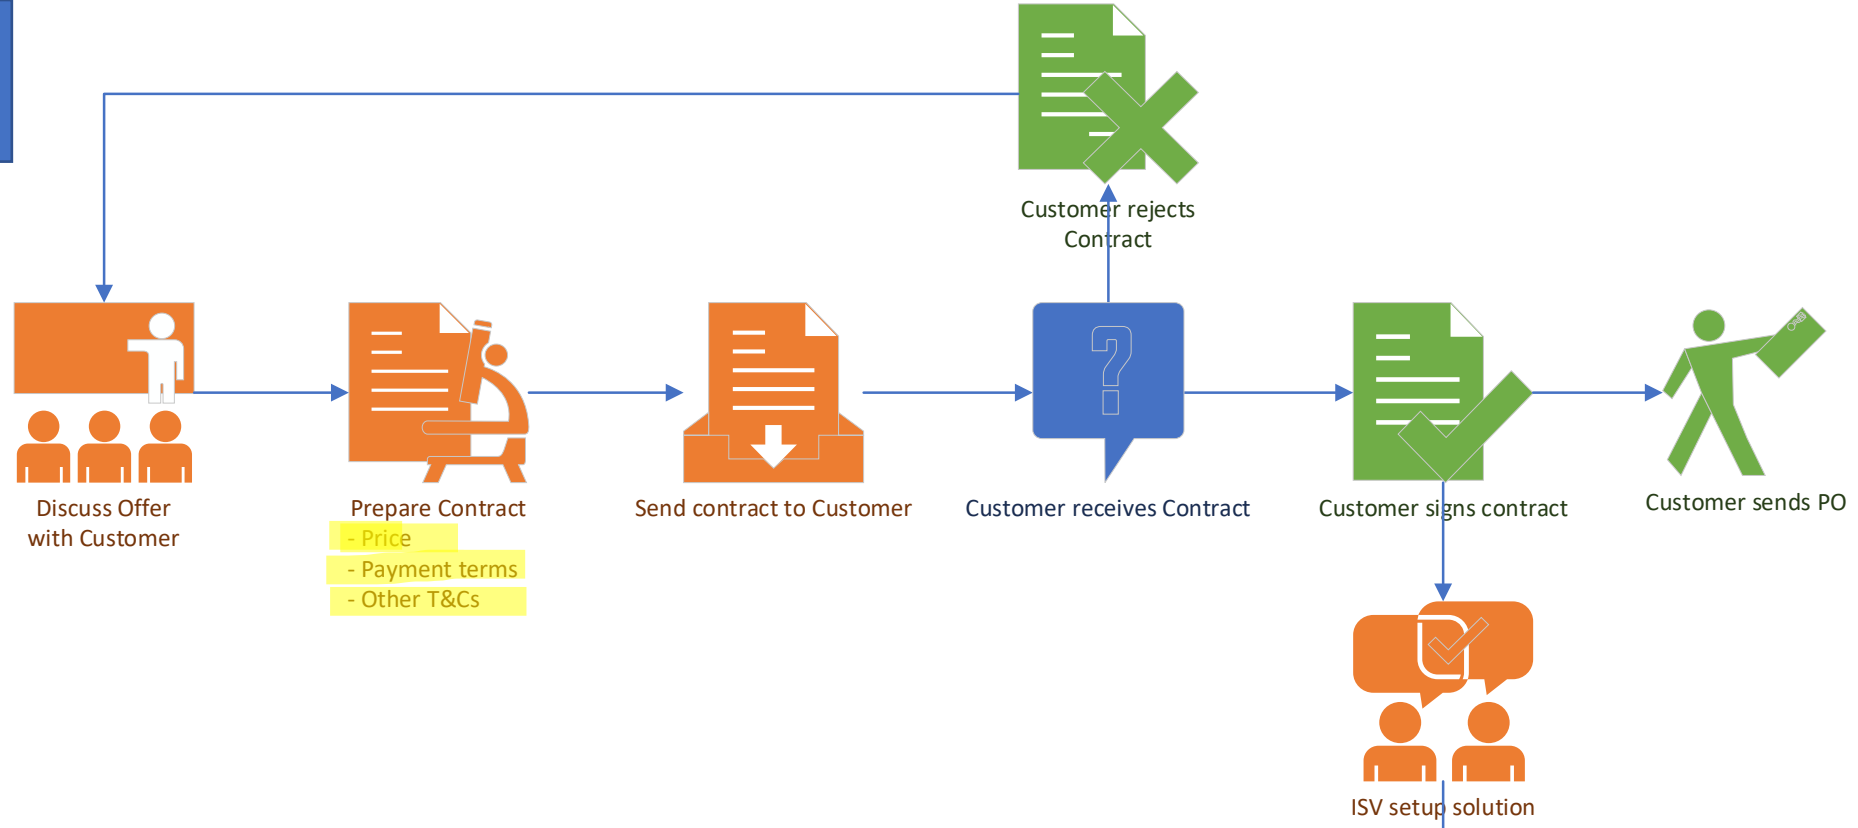 Customer rejects
Contract
Discuss Offer
with Customer
Prepare Contract
- Price
- Payment terms
- Other T&Cs
Send contract to Customer
?
Customer receives Contract
Customer signs contract
Customer sends PO
ISV setup solution